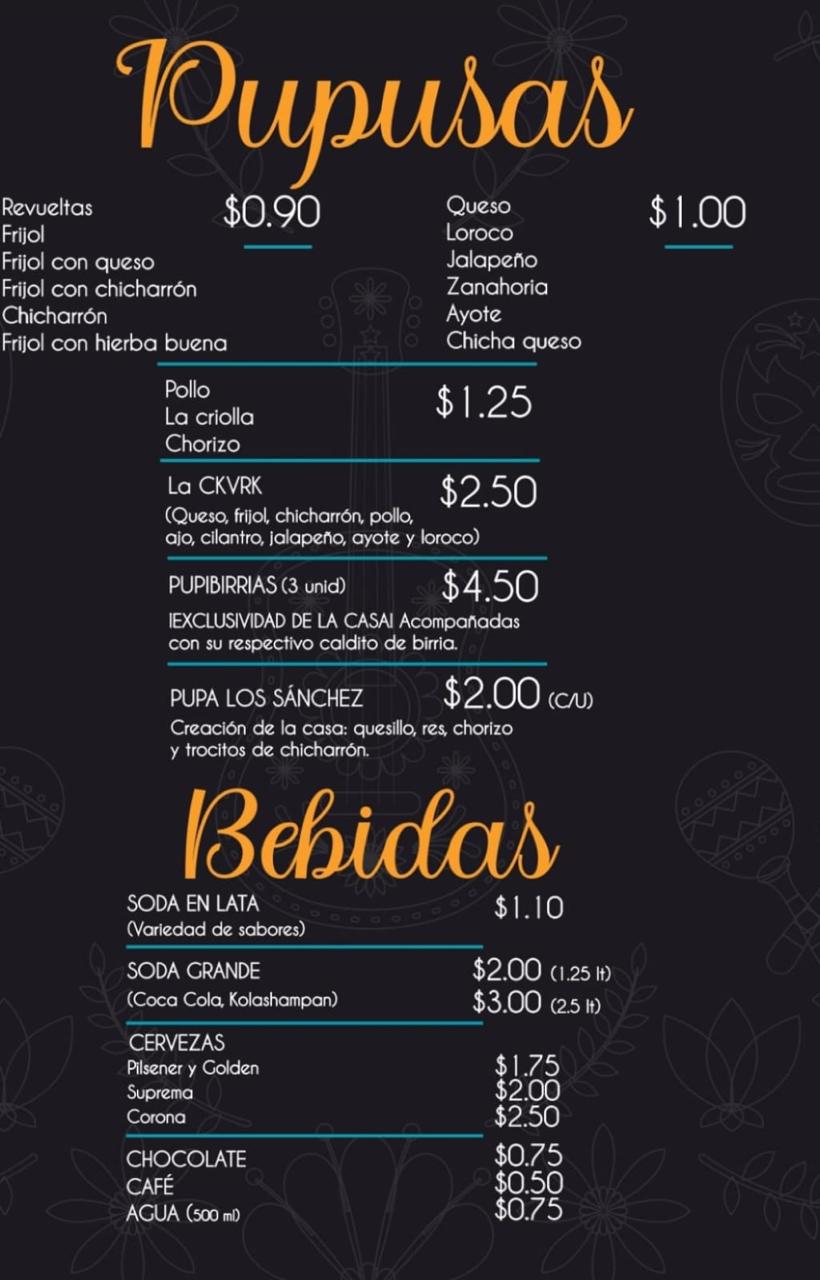 Pupusas
Revueltas $0.90
Frijol
Frijol con queso
Frijol con chicharrón
Chicharrón
Frijol con hierba buena
Queso $1.00
Loroco
Jalapeño
Zanahoria
Ayote
Chicha queso
Pollo $1.25
La criolla
Chorizo
La CKVRK $2.50
(Queso, frijol, chicharrón, pollo,
ajo, cilantro, jalapeño, ayote y loroco)
PUPIBIRRIAS (3 unid) $4.50
¡EXCLUSIVIDAD DE LA CASA! Acompañadas
con su respectivo caldito de birria.
PUPA LOS SÁNCHEZ $2.00 (C/U)
Creación de la casa: quesillo, res, chorizo
y trocitos de chicharrón.
Bebidas
SODA EN LATA $1.10
(Variedad de sabores)
SODA GRANDE $2.00 (1.25 lt)
(Coca Cola, Kolashampan) $3.00 (2.5 lt)
CERVEZAS
Pilsener y Golden $1.75
Suprema $2.00
Corona $2.50
CHOCOLATE $0.75
CAFÉ $0.50
AGUA (500 ml) $0.75